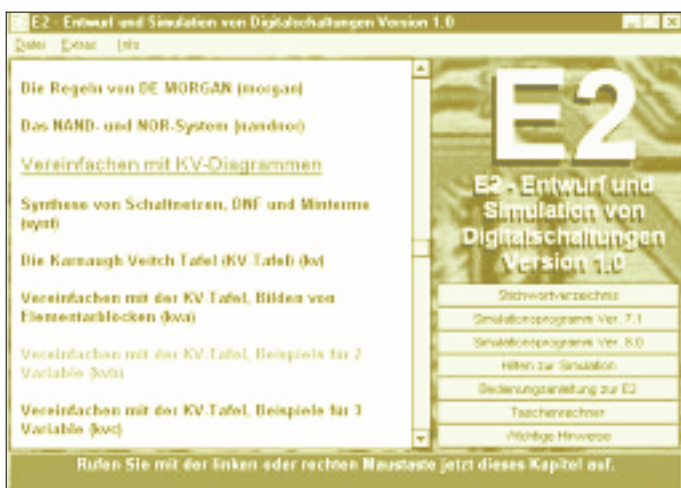 E2 - Entwurf und Simulation von Digitalschaltungen Version 1.0
Datei Extras Info
Die Regeln von DE MORGAN (morgan)
Das NAND- und NOR-System (nandnor)
Vereinfachen mit KV-Diagrammen
Synthese von Schaltnetzen, DNF und Minterme
(synt)
Die Karnaugh Veitch Tafel (KV Tafel) (kv)
Vereinfachen mit der KV-Tafel, Bilden von
Elementarblöcken (kva)
Vereinfachen mit der KV-Tafel, Beispiele für 2
Variable (kvb)
Vereinfachen mit der KV-Tafel, Beispiele für 3
Variable (kvc)
E2
E2 - Entwurf und
Simulation von
Digitalschaltungen
Version 1.0
Stichwortverzeichnis
Simulationsprogramm Ver. 7.1
Simulationsprogramm Ver. 8.0
Hilfen zur Simulation
Bedienungsanleitung zur E2
Taschenrechner
Wichtige Hinweise
Rufen Sie mit der linken oder rechten Maustaste jetzt dieses Kapitel auf.